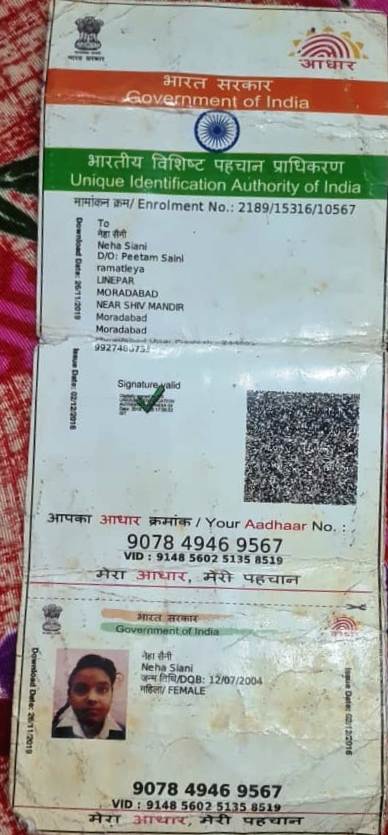 भारत सरकार
आधार
भारत सरकार
Government of India
भारतीय विशिष्ट पहचान प्राधिकरण
Unique Identification Authority of India
नामांकन क्रम/ Enrolment No.: 2189/15316/10567
Download Date: 26/11/2019
To
नेहा सैनी
Neha Siani
D/O: Peetam Saini
ramatleya
LINEPAR
MORADABAD
NEAR SHIV MANDIR
Moradabad
Moradabad
Issue Date: 02/12/2016
Signature valid
आपका आधार क्रमांक / Your Aadhaar No. :
9078 4946 9567
VID : 9148 5602 5135 8519
मेरा आधार, मेरी पहचान
भारत सरकार
Government of India
Download Date: 26/11/2019
नेहा सैनी
Neha Siani
जन्म तिथि/DOB: 12/07/2004
महिला/ FEMALE
Issue Date: 02/12/2016
9078 4946 9567
VID : 9148 5602 5135 8519
मेरा आधार, मेरी पहचान